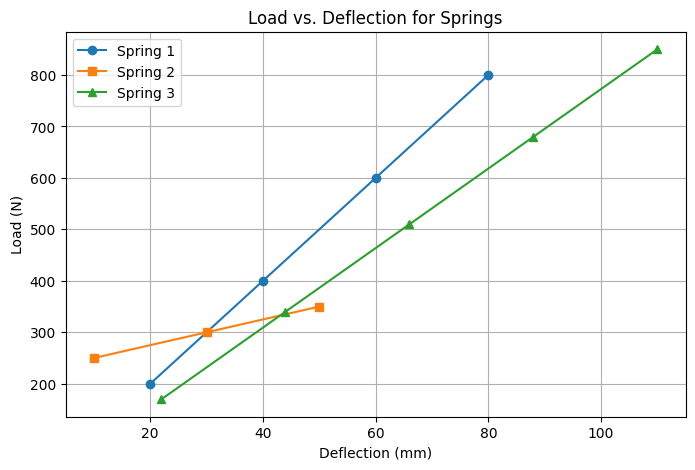 Load vs. Deflection for Springs
Spring 1
Spring 2
Spring 3
800
700
600
500
400
300
200
Load (N)
20 40 60 80 100
Deflection (mm)